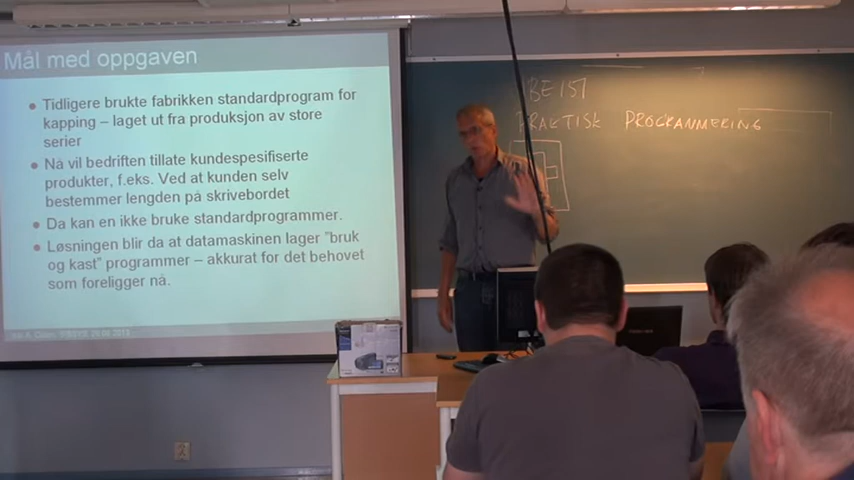 Mål med oppgaven
Tidligere brukte fabrikken standardprogram for
kapping – laget ut fra produksjon av store
serier
Nå vil bedriften tillate kundespesifiserte
produkter, f.eks. Ved at kunden selv
bestemmer lengden på skrivebordet
Da kan en ikke bruke standardprogrammer.
Løsningen blir da at datamaskinen lager "bruk
og kast" programmer – akkurat for det behovet
som foreligger nå.
PRAKTISK PROGRAMMERING